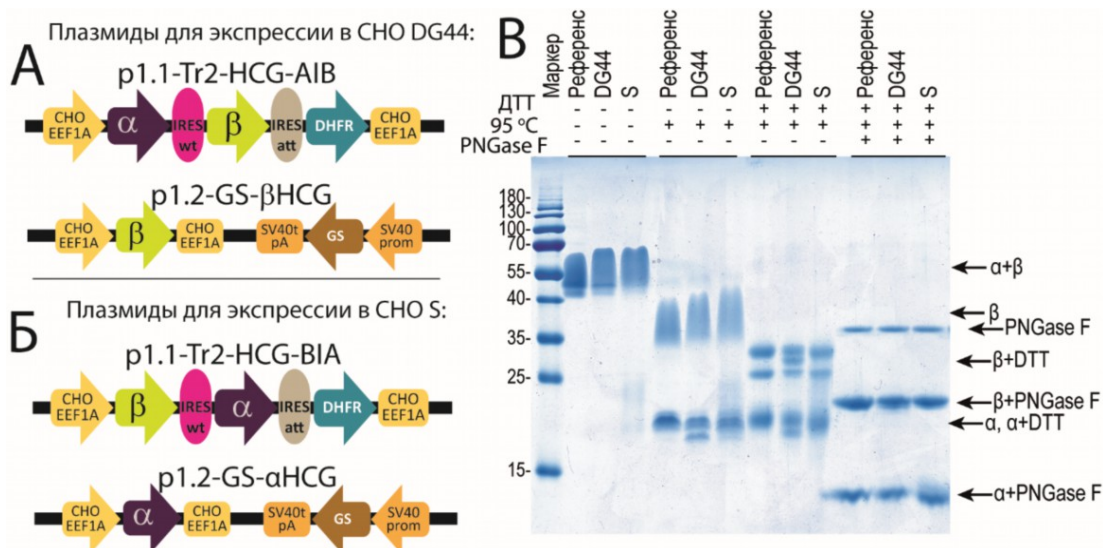 А
Плазмиды для экспрессии в CHO DG44:
p1.1-Tr2-HCG-AIB
CHO EEF1A
α
IRES wt
β
IRES att
DHFR
CHO EEF1A
p1.2-GS-βHCG
CHO EEF1A
β
CHO EEF1A
SV40t pA
GS
SV40 prom
Б
Плазмиды для экспрессии в CHO S:
p1.1-Tr2-HCG-BIA
CHO EEF1A
β
IRES wt
α
IRES att
DHFR
CHO EEF1A
p1.2-GS-αHCG
CHO EEF1A
α
CHO EEF1A
SV40t pA
GS
SV40 prom
В
Маркер Референс DG44 S Референс DG44 S Референс DG44 S Референс DG44 S
ДТТ - - - - - - + + + + + +
95 °C - - - + + + + + + + + +
PNGase F - - - - - - - - - + + +
180-
130-
100-
70-
55-
40-
35-
25-
15-
α+β
β
PNGase F
β+DTT
β+PNGase F
α, α+DTT
α+PNGase F